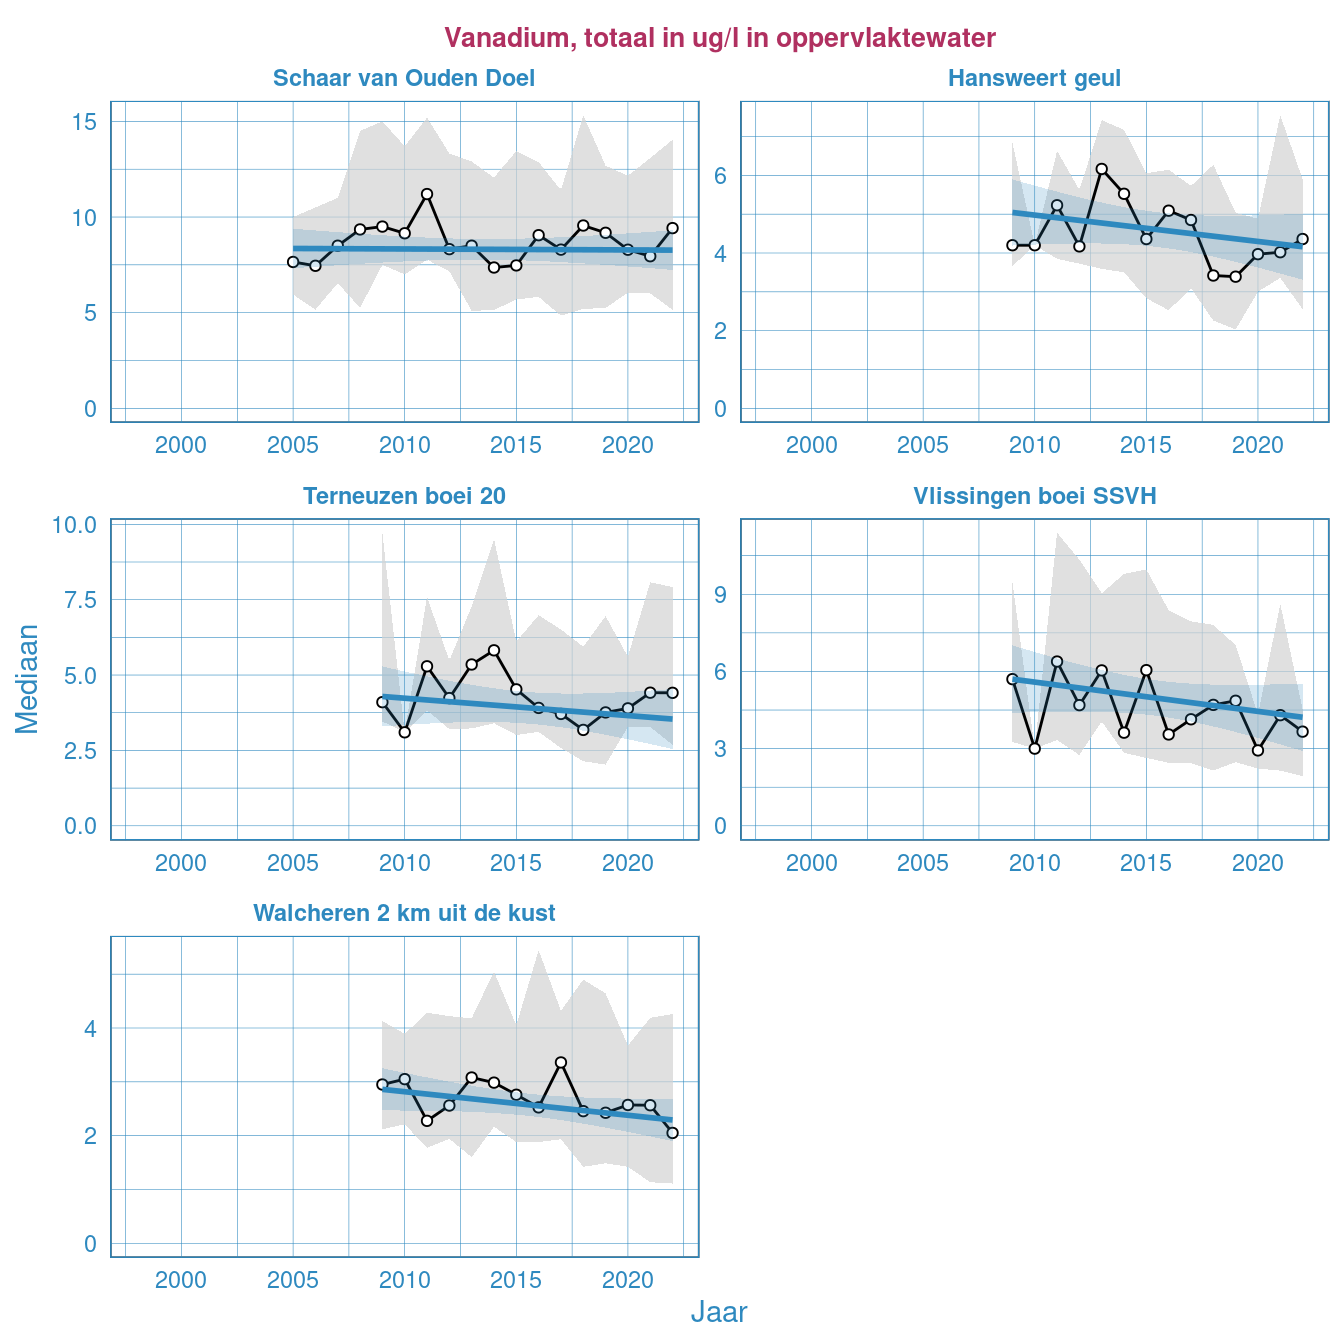 Vanadium, totaal in ug/l in oppervlaktewater
Schaar van Ouden Doel
15
10
5
0
2000 2005 2010 2015 2020
Hansweert geul
6
4
2
0
2000 2005 2010 2015 2020
Mediaan
Terneuzen boei 20
10.0
7.5
5.0
2.5
0.0
2000 2005 2010 2015 2020
Vlissingen boei SSVH
9
6
3
0
2000 2005 2010 2015 2020
Walcheren 2 km uit de kust
4
2
0
2000 2005 2010 2015 2020
Jaar